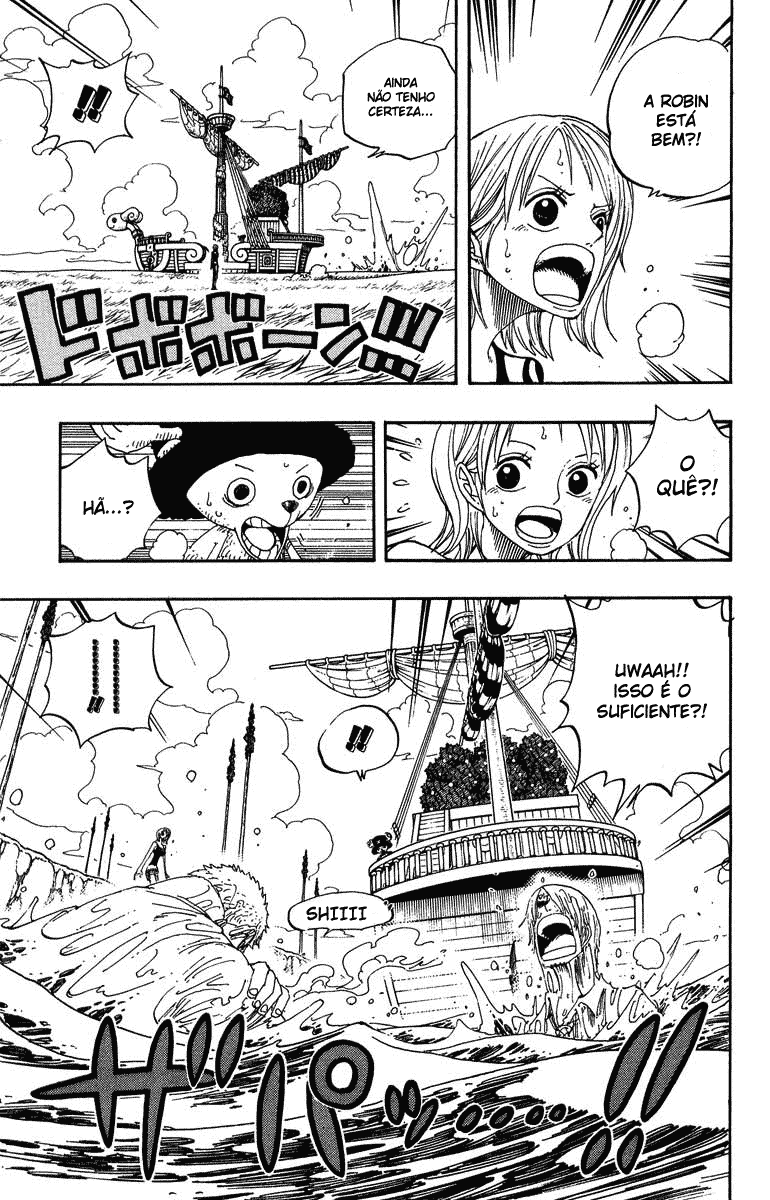 A ROBIN
ESTÁ
BEM?!
AINDA
NÃO TENHO
CERTEZA...
!!
ドボボーン!!!
O
QUÊ?!
HÃ...?
UWAAH!!
ISSO É O
SUFICIENTE?!
!!
SHIIII
........!!
ザパッ....!!